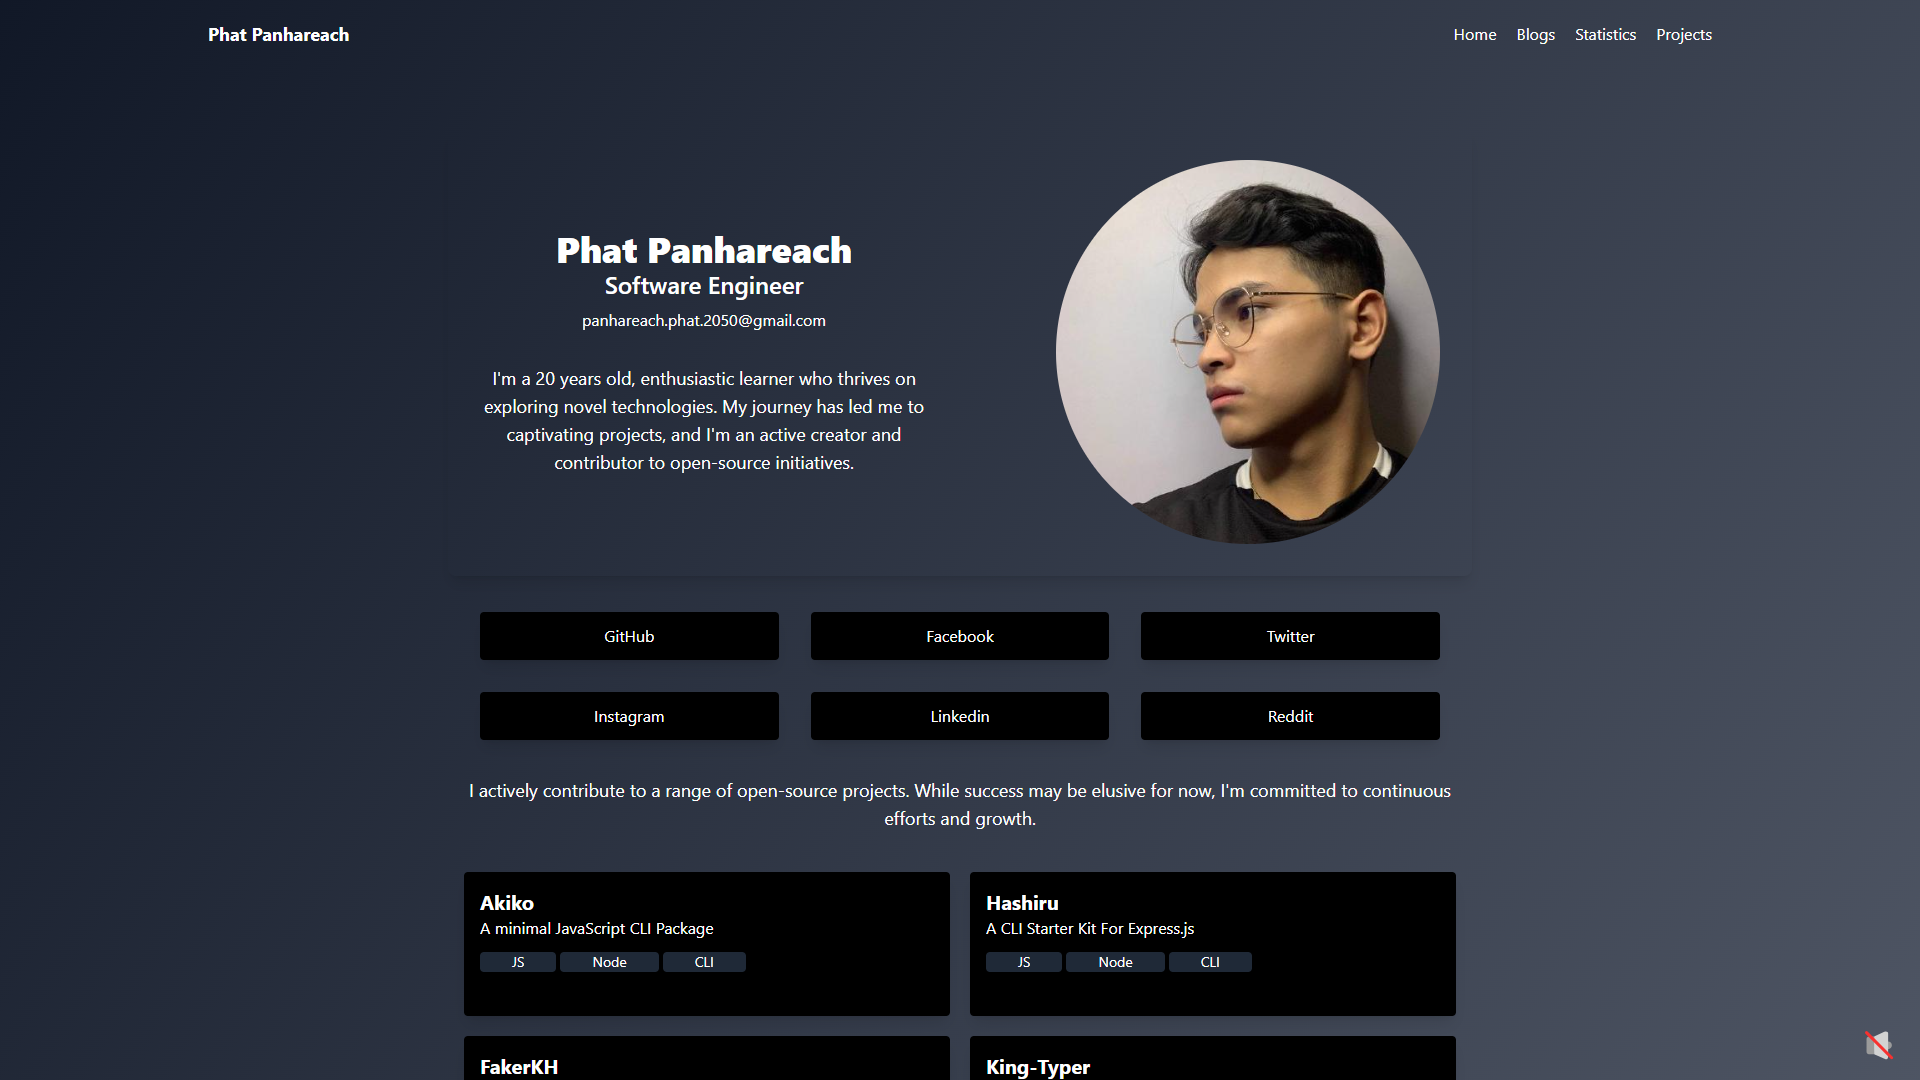 Phat Panhareach
Home Blogs Statistics Projects
Phat Panhareach
Software Engineer
panhareach.phat.2050@gmail.com
I'm a 20 years old, enthusiastic learner who thrives on
exploring novel technologies. My journey has led me to
captivating projects, and I'm an active creator and
contributor to open-source initiatives.
GitHub Facebook Twitter
Instagram Linkedin Reddit
I actively contribute to a range of open-source projects. While success may be elusive for now, I'm committed to continuous
efforts and growth.
Akiko
A minimal JavaScript CLI Package
JS Node CLI
Hashiru
A CLI Starter Kit For Express.js
JS Node CLI
FakerKH
King-Typer